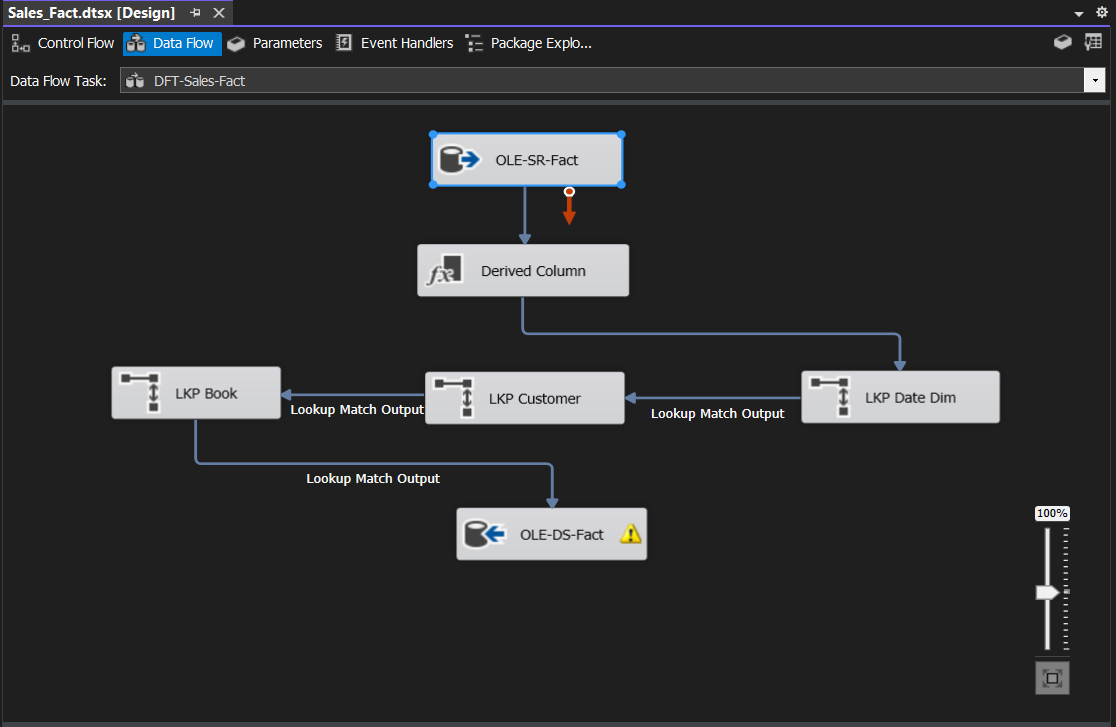 Sales_Fact.dtsx [Design]
Control Flow Data Flow Parameters Event Handlers Package Explo...
Data Flow Task: DFT-Sales-Fact
OLE-SR-Fact
fx Derived Column
LKP Book
LKP Customer
LKP Date Dim
Lookup Match Output
Lookup Match Output
Lookup Match Output
OLE-DS-Fact
100%